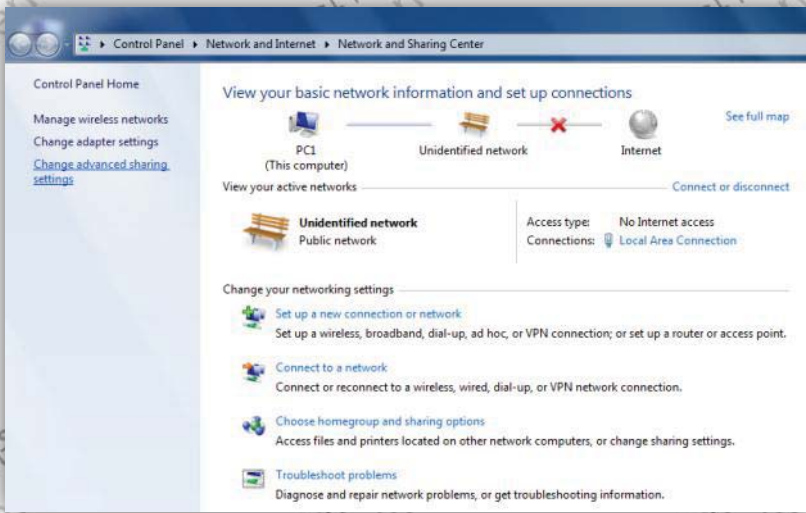 Control Panel ▸ Network and Internet ▸ Network and Sharing Center
Control Panel Home
Manage wireless networks
Change adapter settings
Change advanced sharing
settings
View your basic network information and set up connections
See full map
PC1
(This computer)
Unidentified network
Internet
View your active networks
Connect or disconnect
Unidentified network
Public network
Access type: No Internet access
Connections: Local Area Connection
Change your networking settings
Set up a new connection or network
Set up a wireless, broadband, dial-up, ad hoc, or VPN connection; or set up a router or access point.
Connect to a network
Connect or reconnect to a wireless, wired, dial-up, or VPN network connection.
Choose homegroup and sharing options
Access files and printers located on other network computers, or change sharing settings.
Troubleshoot problems
Diagnose and repair network problems, or get troubleshooting information.